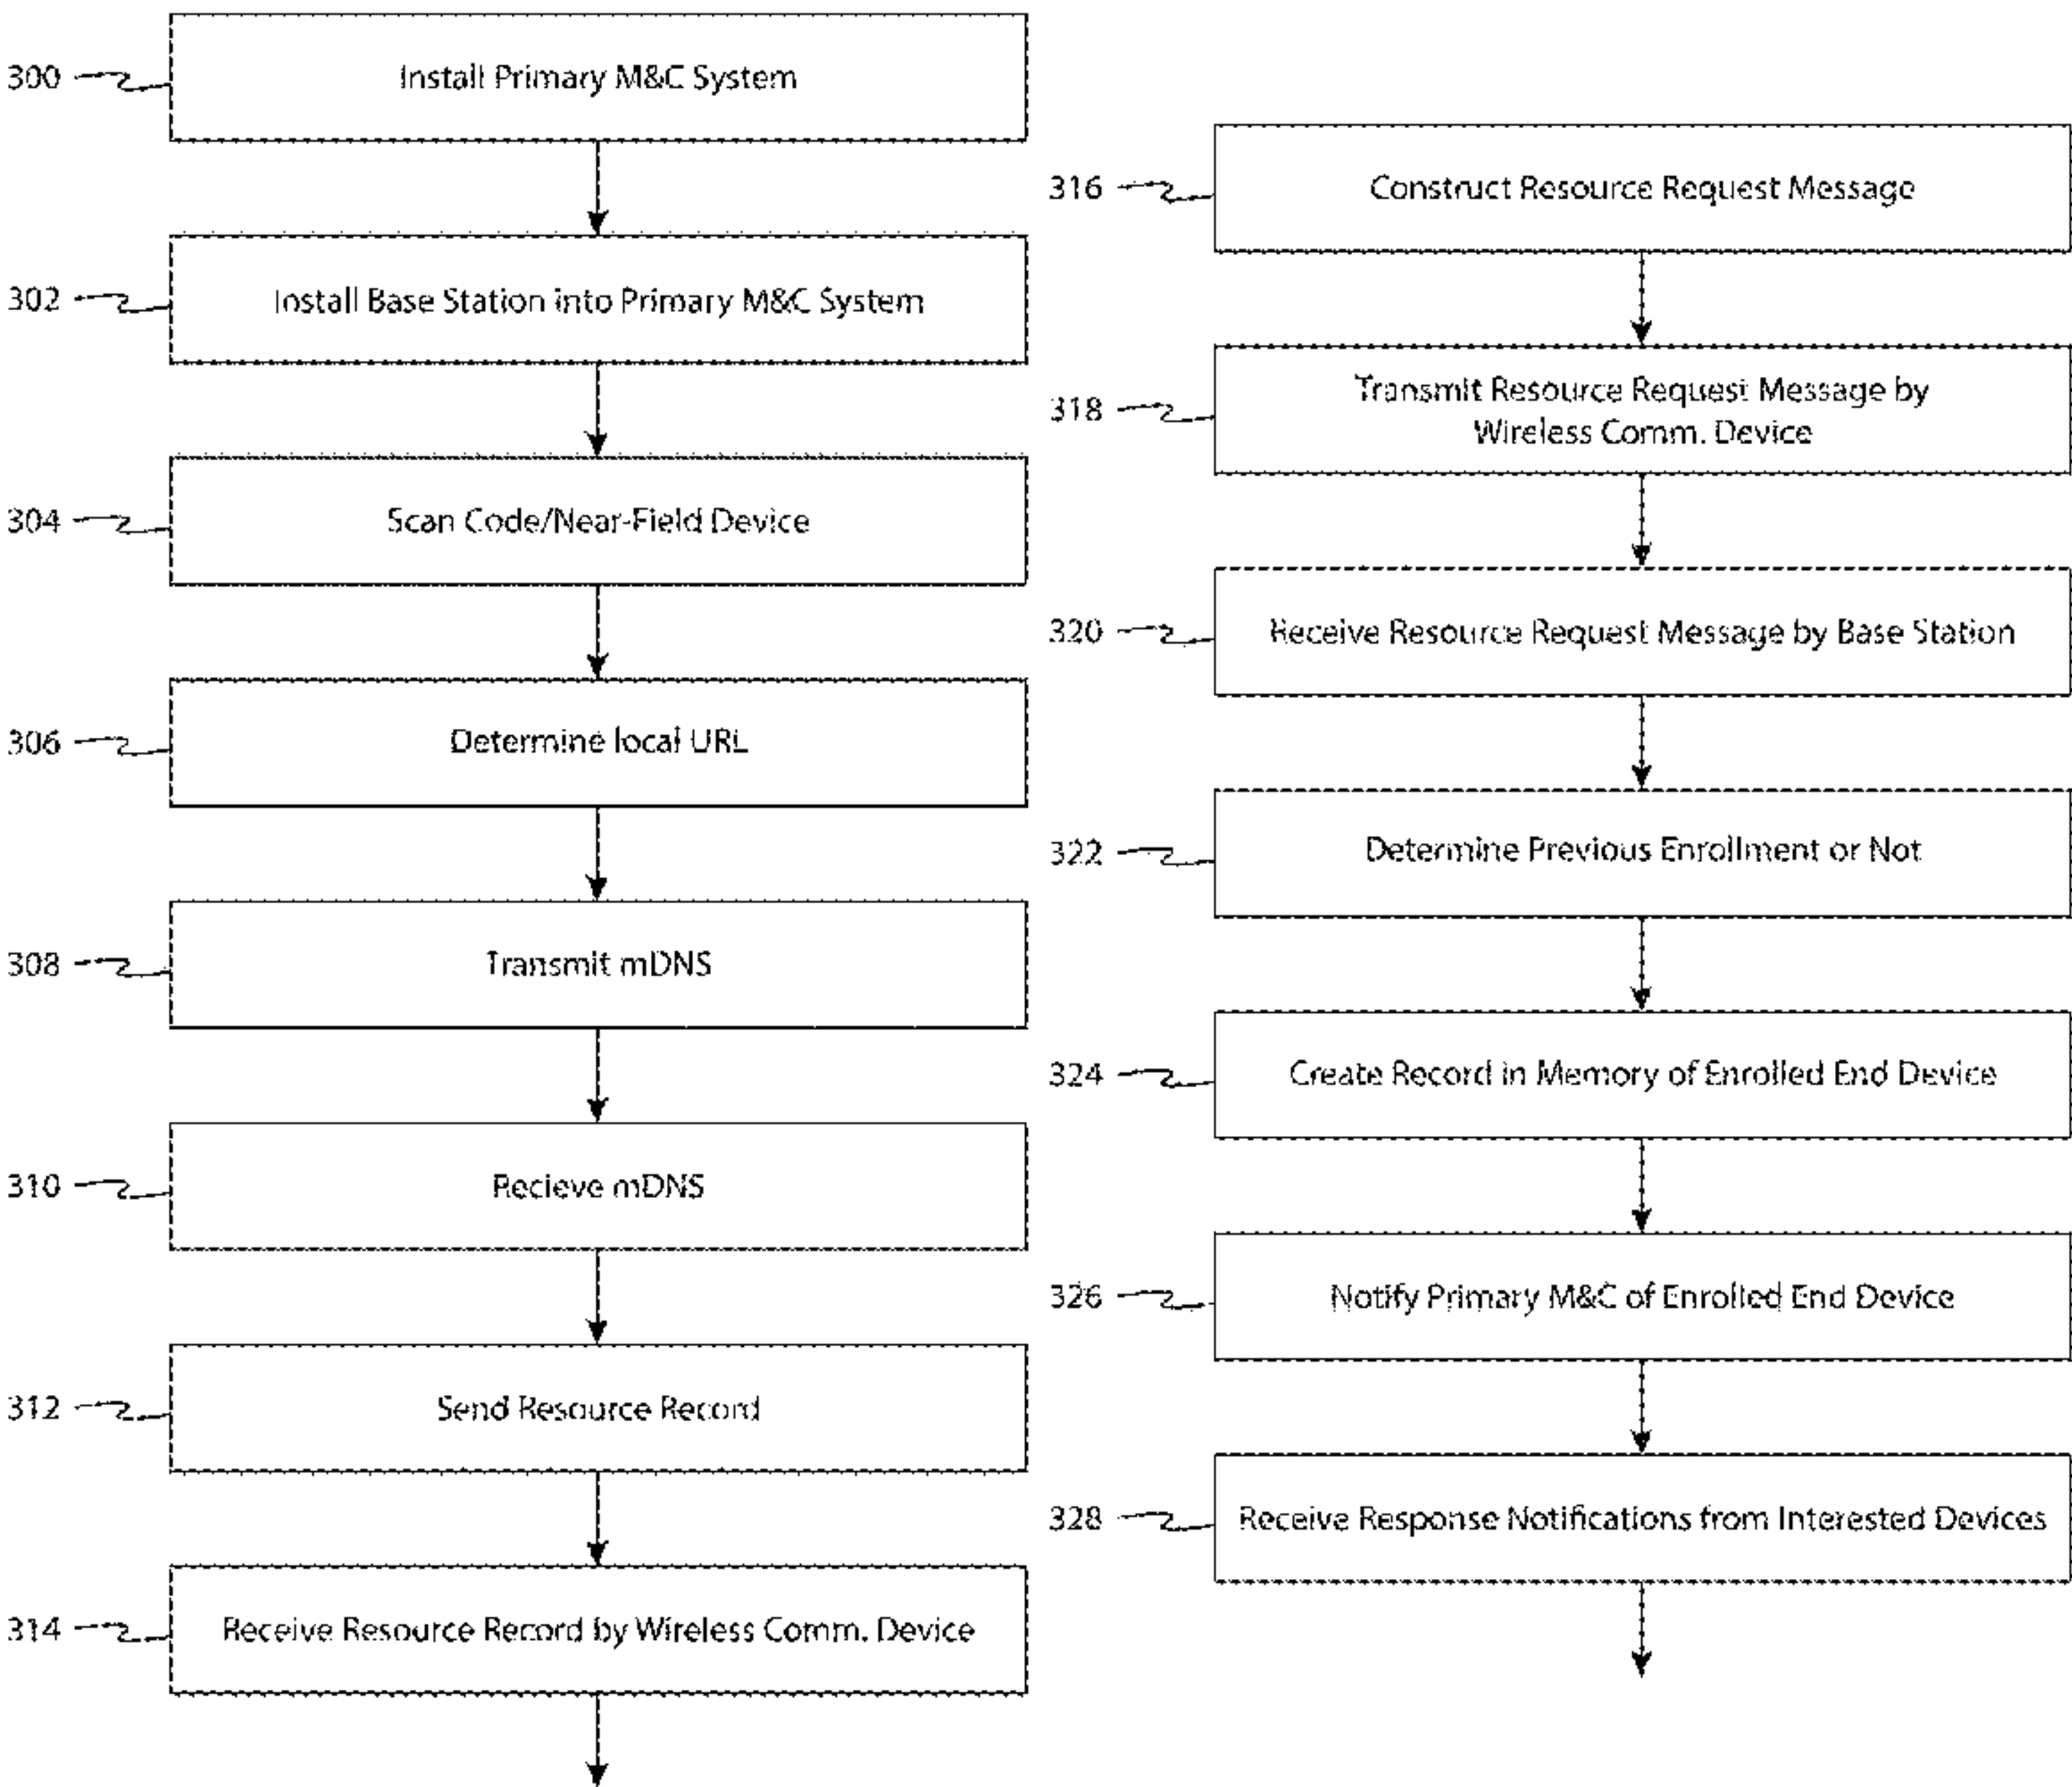 300
Install Primary M&C System
302
Install Base Station into Primary M&C System
304
Scan Code/Near-Field Device
306
Determine local URL
308
Transmit mDNS
310
Recieve mDNS
312
Send Resource Record
314
Receive Resource Record by Wireless Comm. Device
316
Construct Resource Request Message
318
Transmit Resource Request Message by
Wireless Comm. Device
320
Receive Resource Request Message by Base Station
322
Determine Previous Enrollment or Not
324
Create Record in Memory of Enrolled End Device
326
Notify Primary M&C of Enrolled End Device
328
Receive Response Notifications from Interested Devices